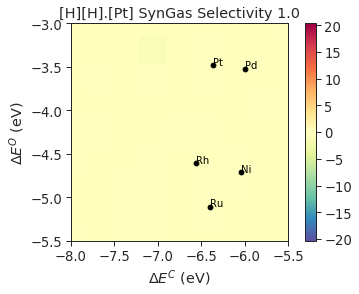 [H][H].[Pt] SynGas Selectivity 1.0
−3.0
−3.5
−4.0
−4.5
−5.0
−5.5
ΔE^O (eV)
Pt
Pd
Rh
Ni
Ru
−8.0 −7.5 −7.0 −6.5 −6.0 −5.5
ΔE^C (eV)
20
15
10
5
0
−5
−10
−15
−20